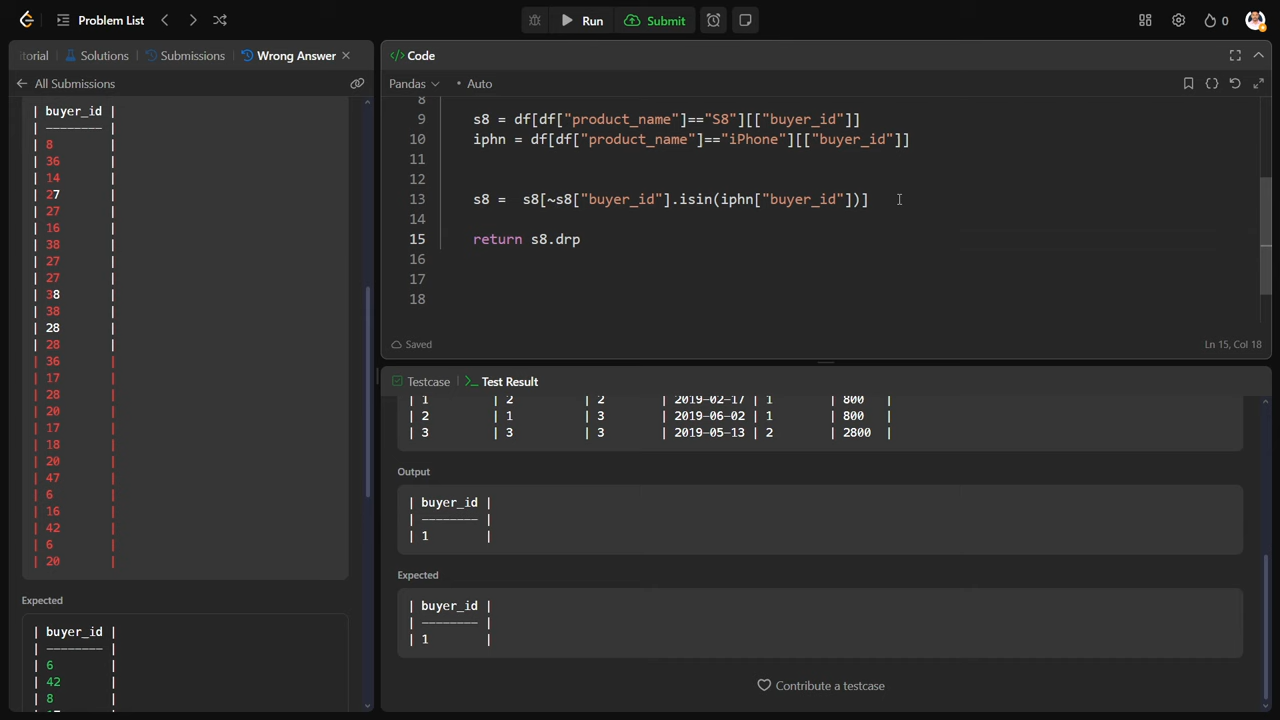 Problem List
Run
Submit
0
itorial
Solutions
Submissions
Wrong Answer
All Submissions
| buyer_id |
| -------- |
| 8 |
| 36 |
| 14 |
| 27 |
| 27 |
| 16 |
| 38 |
| 27 |
| 27 |
| 38 |
| 38 |
| 28 |
| 28 |
| 36 |
| 17 |
| 28 |
| 20 |
| 17 |
| 18 |
| 20 |
| 47 |
| 6 |
| 16 |
| 42 |
| 6 |
| 20 |
Expected
| buyer_id |
| -------- |
| 6 |
| 42 |
| 8 |
</> Code
Pandas
• Auto
8
9 s8 = df[df["product_name"]=="S8"][["buyer_id"]]
10 iphn = df[df["product_name"]=="iPhone"][["buyer_id"]]
11
12
13 s8 = s8[~s8["buyer_id"].isin(iphn["buyer_id"])]
14
15 return s8.drp
16
17
18
Saved
Ln 15, Col 18
Testcase
Test Result
| 1 | 2 | 2 | 2019-02-17 | 1 | 800 |
| 2 | 1 | 3 | 2019-06-02 | 1 | 800 |
| 3 | 3 | 3 | 2019-05-13 | 2 | 2800 |
Output
| buyer_id |
| -------- |
| 1 |
Expected
| buyer_id |
| -------- |
| 1 |
Contribute a testcase